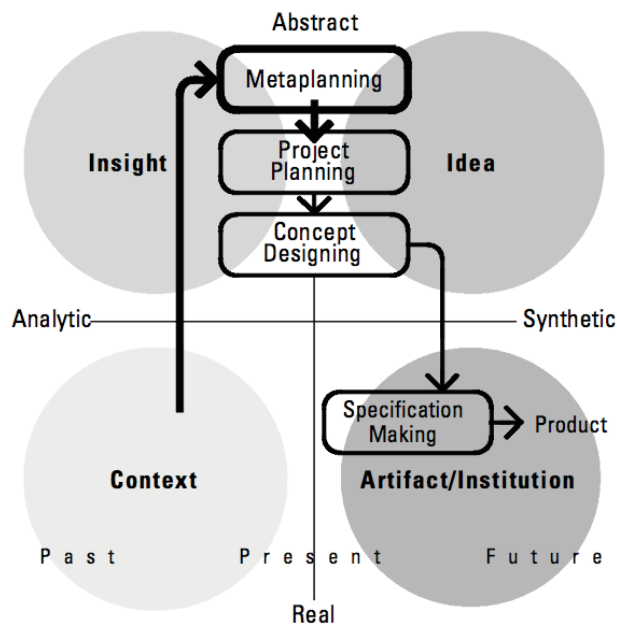 Abstract
Metaplanning
Insight
Project
Planning
Idea
Concept
Designing
Analytic
Synthetic
Specification
Making
Product
Context
Artifact/Institution
Past Present Future
Real